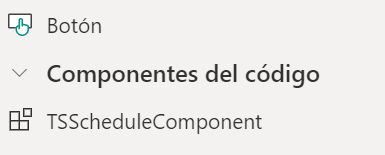 Botón
Componentes del código
TSScheduleComponent